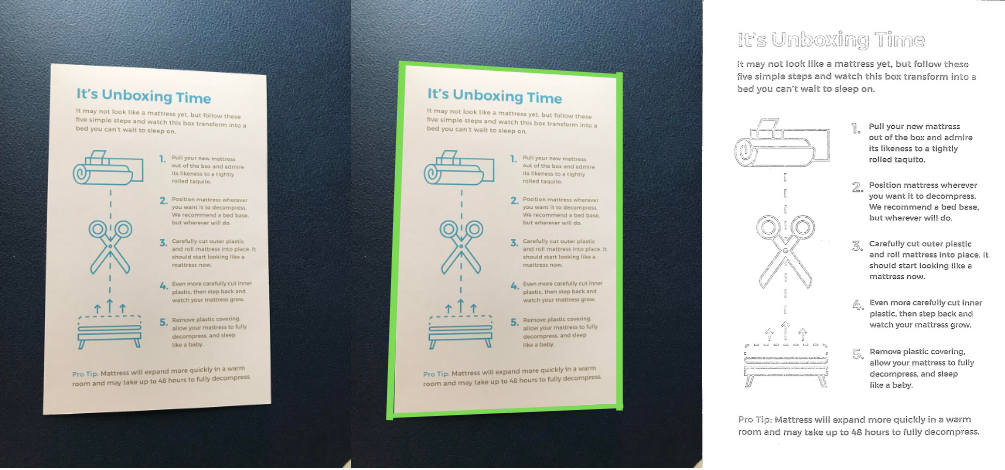 It's Unboxing Time
It may not look like a mattress yet, but follow these
five simple steps and watch this box transform into a
bed you can't wait to sleep on.
1. Pull your new mattress
out of the box and admire
its likeness to a tightly
rolled taquito.
2. Position mattress wherever
you want it to decompress.
We recommend a bed base,
but wherever will do.
3. Carefully cut outer plastic
and roll mattress into place. It
should start looking like a
mattress now.
4. Even more carefully cut inner
plastic, then step back and
watch your mattress grow.
5. Remove plastic covering,
allow your mattress to fully
decompress, and sleep
like a baby.
Pro Tip: Mattress will expand more quickly in a warm
room and may take up to 48 hours to fully decompress.
It's Unboxing Time
It may not look like a mattress yet, but follow these
five simple steps and watch this box transform into a
bed you can't wait to sleep on.
1. Pull your new mattress
out of the box and admire
its likeness to a tightly
rolled taquito.
2. Position mattress wherever
you want it to decompress.
We recommend a bed base,
but wherever will do.
3. Carefully cut outer plastic
and roll mattress into place. It
should start looking like a
mattress now.
4. Even more carefully cut inner
plastic, then step back and
watch your mattress grow.
5. Remove plastic covering,
allow your mattress to fully
decompress, and sleep
like a baby.
Pro Tip: Mattress will expand more quickly in a warm
room and may take up to 48 hours to fully decompress.
It's Unboxing Time
It may not look like a mattress yet, but follow these
five simple steps and watch this box transform into a
bed you can't wait to sleep on.
1. Pull your new mattress
out of the box and admire
its likeness to a tightly
rolled taquito.
2. Position mattress wherever
you want it to decompress.
We recommend a bed base,
but wherever will do.
3. Carefully cut outer plastic
and roll mattress into place. It
should start looking like a
mattress now.
4. Even more carefully cut inner
plastic, then step back and
watch your mattress grow.
5. Remove plastic covering,
allow your mattress to fully
decompress, and sleep
like a baby.
Pro Tip: Mattress will expand more quickly in a warm
room and may take up to 48 hours to fully decompress.